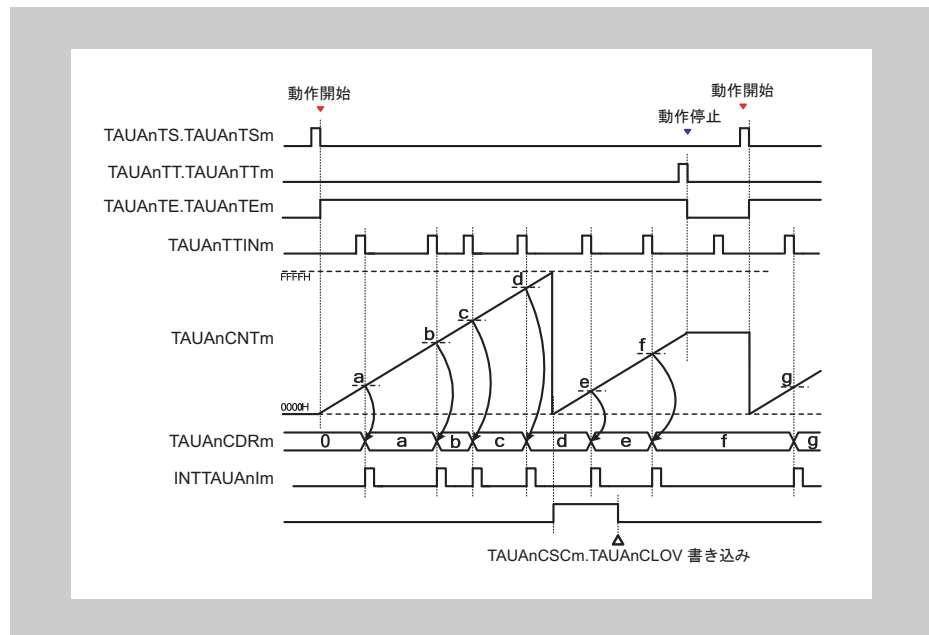 動作開始
動作開始
動作停止
TAUAnTS.TAUAnTSm
TAUAnTT.TAUAnTTm
TAUAnTE.TAUAnTEm
TAUAnTTINm
FFFFH
d
c
b
f
TAUAnCNTm
a
e
g
0000H
TAUAnCDRm 0 a b c d e f g
INTTAUAnIm
TAUAnCSCm.TAUAnCLOV 書き込み